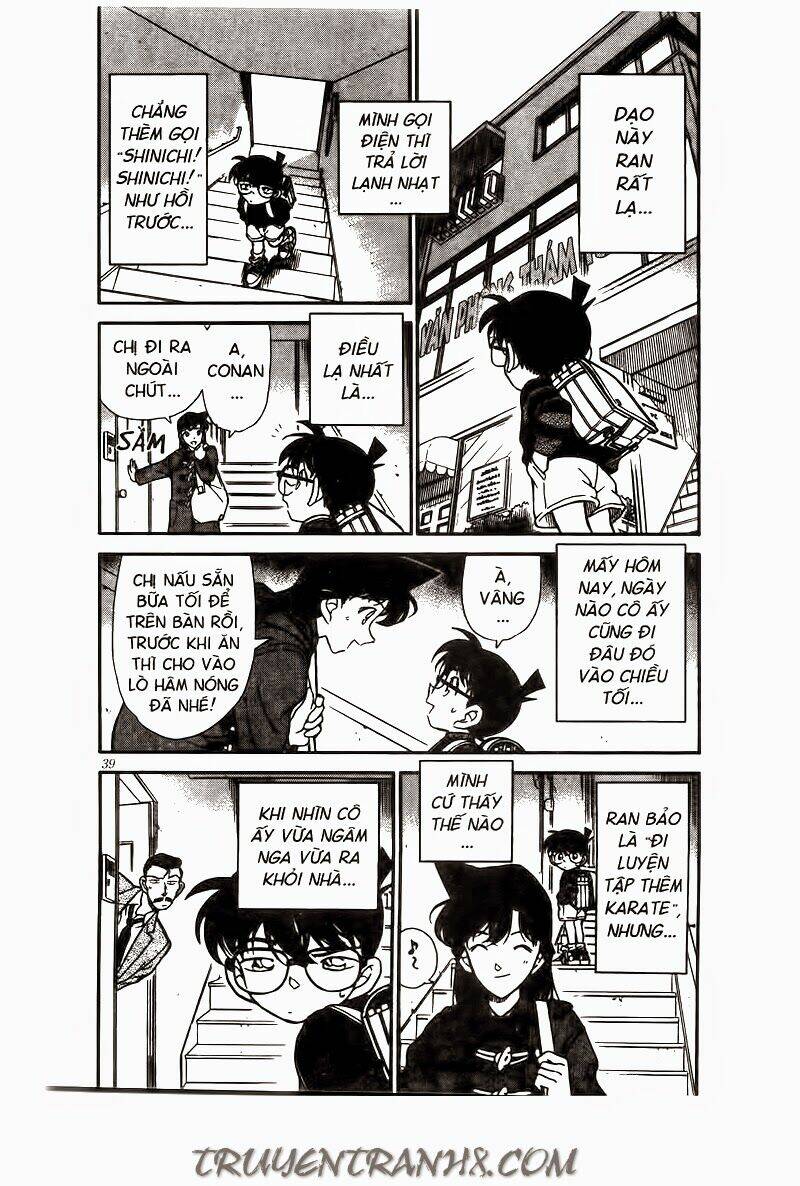 DẠO
NÀY
RAN
RẤT
LẠ...
VĂN PHÒNG THÁM
MÌNH GỌI
ĐIỆN THÌ
TRẢ LỜI
LẠNH NHẠT
...
CHẲNG
THÈM GỌI
"SHINICHI!
SHINICHI!"
NHƯ HỒI
TRƯỚC...
ĐIỀU
LẠ NHẤT
LÀ...
A,
CONAN
...
CHỊ ĐI RA
NGOÀI
CHÚT...
SẦM
MẤY HÔM
NAY, NGÀY
NÀO CÔ ẤY
CŨNG ĐI
ĐÂU ĐÓ
VÀO CHIỀU
TỐI...
À,
VÂNG
...
CHỊ NẤU SẴN
BỮA TỐI ĐỂ
TRÊN BÀN RỒI,
TRƯỚC KHI ĂN
THÌ CHO VÀO
LÒ HÂM NÓNG
ĐÃ NHÉ!
39
RAN BẢO
LÀ "ĐI
LUYỆN
TẬP THÊM
KARATE",
NHƯNG...
MÌNH
CỨ THẤY
THẾ NÀO
...
KHI NHÌN CÔ
ẤY VỪA NGÂM
NGA VỪA RA
KHỎI NHÀ...
TRUYENTRANH8.COM